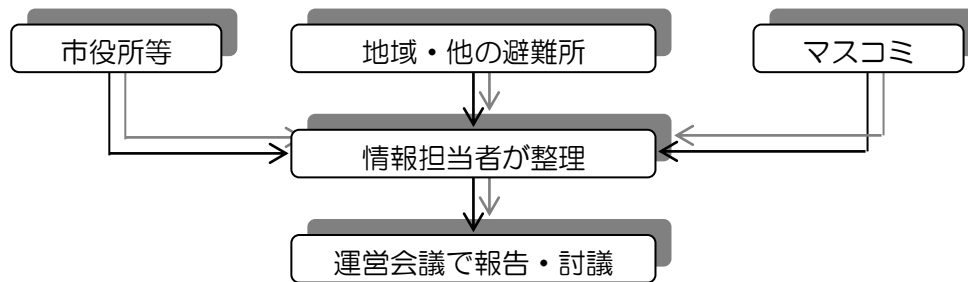 市役所等
地域・他の避難所
マスコミ
情報担当者が整理
運営会議で報告・討議